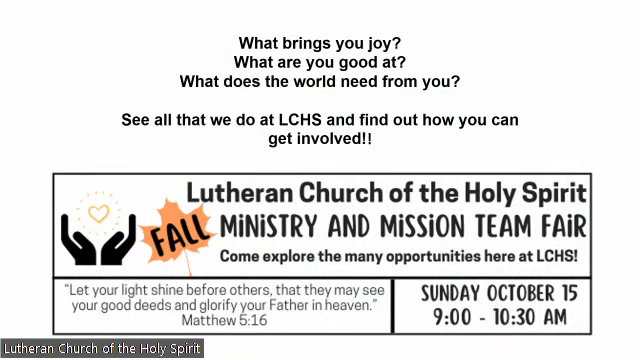 What brings you joy?
What are you good at?
What does the world need from you?
See all that we do at LCHS and find out how you can
get involved!!
Lutheran Church of the Holy Spirit
FALL MINISTRY AND MISSION TEAM FAIR
Come explore the many opportunities here at LCHS!
“Let your light shine before others, that they may see
your good deeds and glorify your Father in heaven.”
Matthew 5:16
SUNDAY OCTOBER 15
9:00 - 10:30 AM
Lutheran Church of the Holy Spirit